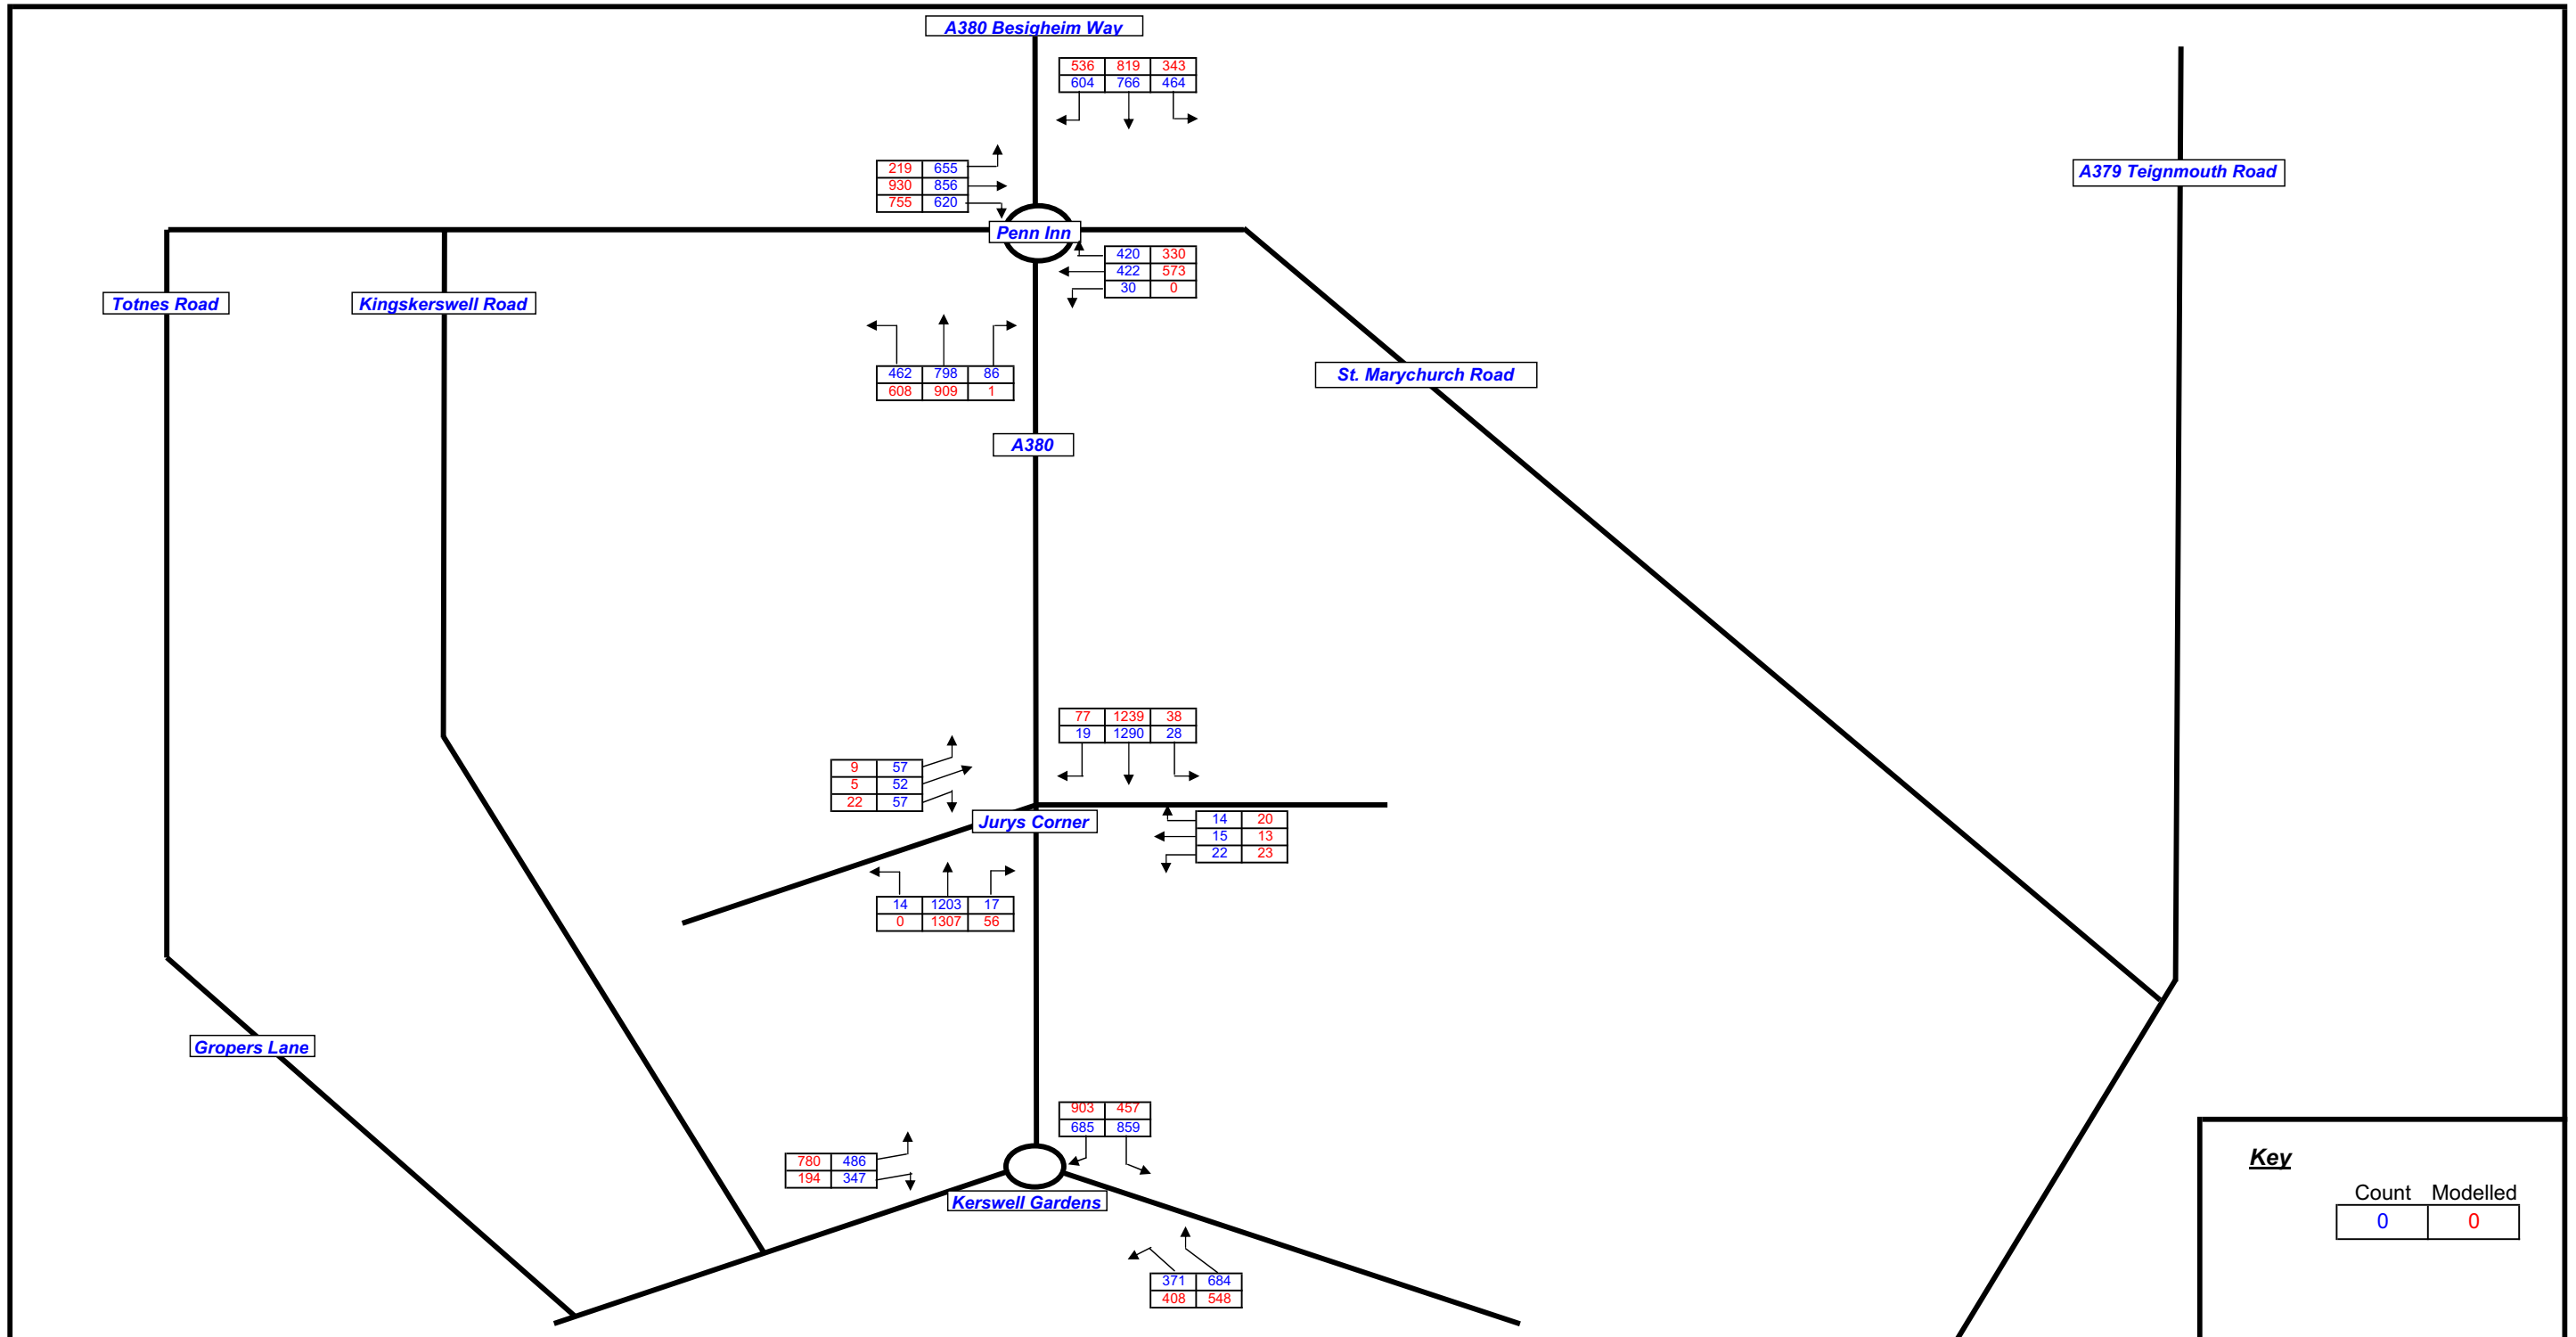 A380 Besigheim Way
536 819 343
604 766 464
219 655
930 856
755 620
A379 Teignmouth Road
Penn Inn
420 330
422 573
30 0
Totnes Road
Kingskerswell Road
462 798 86
608 909 1
St. Marychurch Road
A380
77 1239 38
19 1290 28
9 57
5 52
22 57
Jurys Corner
14 20
15 13
22 23
14 1203 17
0 1307 56
Gropers Lane
903 457
685 859
780 486
194 347
Kerswell Gardens
371 684
408 548
Key
Count Modelled
0 0